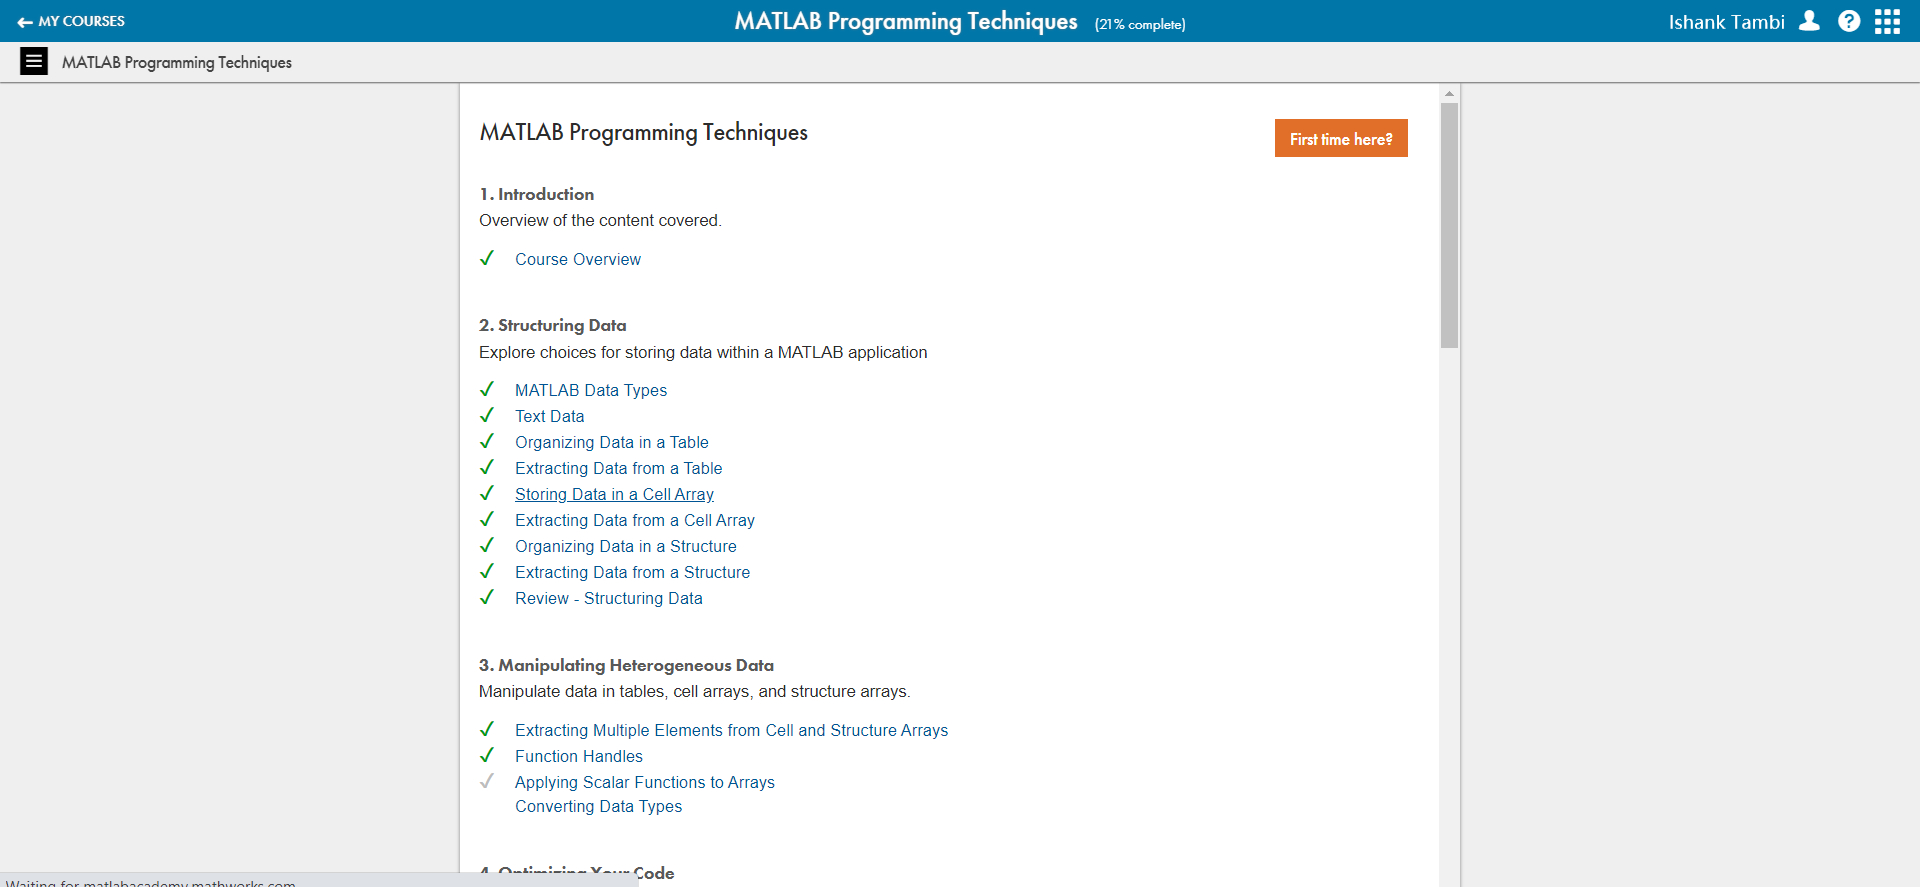 MY COURSES
MATLAB Programming Techniques (21% complete)
Ishank Tambi
MATLAB Programming Techniques
MATLAB Programming Techniques
First time here?
1. Introduction
Overview of the content covered.
Course Overview
2. Structuring Data
Explore choices for storing data within a MATLAB application
MATLAB Data Types
Text Data
Organizing Data in a Table
Extracting Data from a Table
Storing Data in a Cell Array
Extracting Data from a Cell Array
Organizing Data in a Structure
Extracting Data from a Structure
Review - Structuring Data
3. Manipulating Heterogeneous Data
Manipulate data in tables, cell arrays, and structure arrays.
Extracting Multiple Elements from Cell and Structure Arrays
Function Handles
Applying Scalar Functions to Arrays
Converting Data Types
4. Optimizing Your Code
Waiting for matlabacademy.mathworks.com